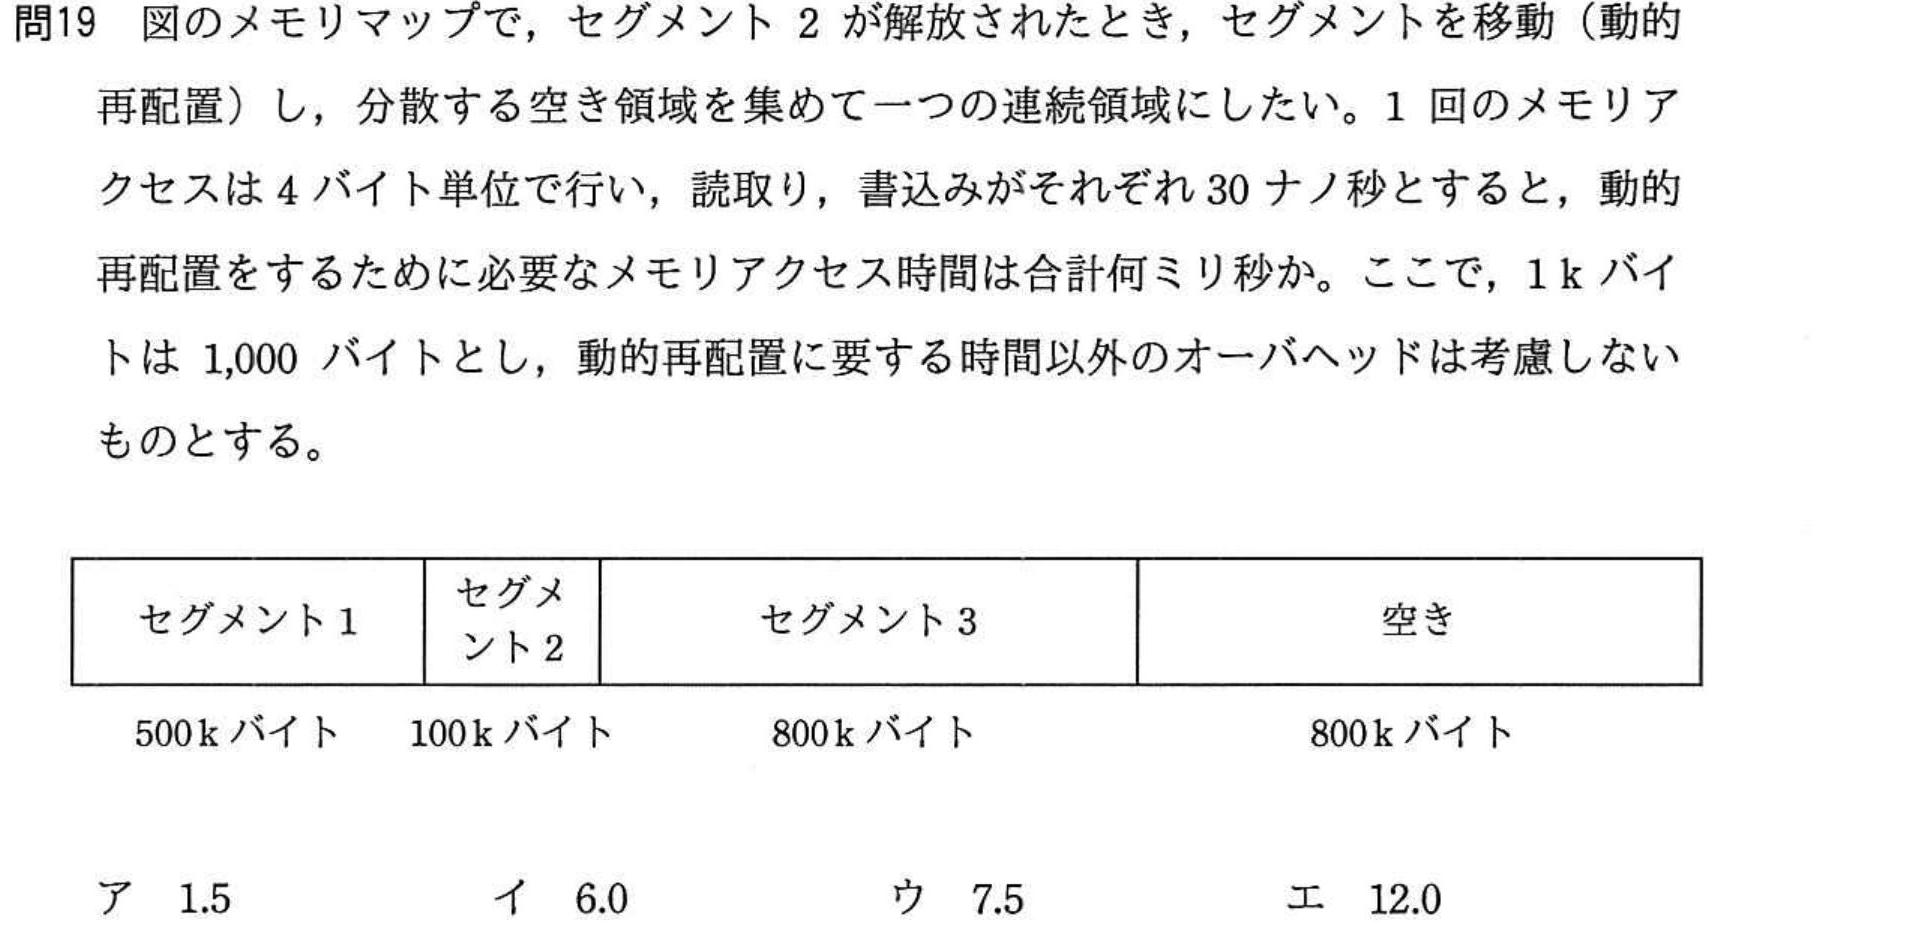 問19 図のメモリマップで，セグメント 2 が解放されたとき，セグメントを移動（動的
再配置）し，分散する空き領域を集めて一つの連続領域にしたい。1 回のメモリア
クセスは 4 バイト単位で行い，読取り，書込みがそれぞれ 30 ナノ秒とすると，動的
再配置をするために必要なメモリアクセス時間は合計何ミリ秒か。ここで，1 k バイ
トは 1,000 バイトとし，動的再配置に要する時間以外のオーバヘッドは考慮しない
ものとする。
セグメント 1
セグメ
ント 2
セグメント 3
空き
500 k バイト
100 k バイト
800 k バイト
800 k バイト
ア 1.5 イ 6.0 ウ 7.5 エ 12.0